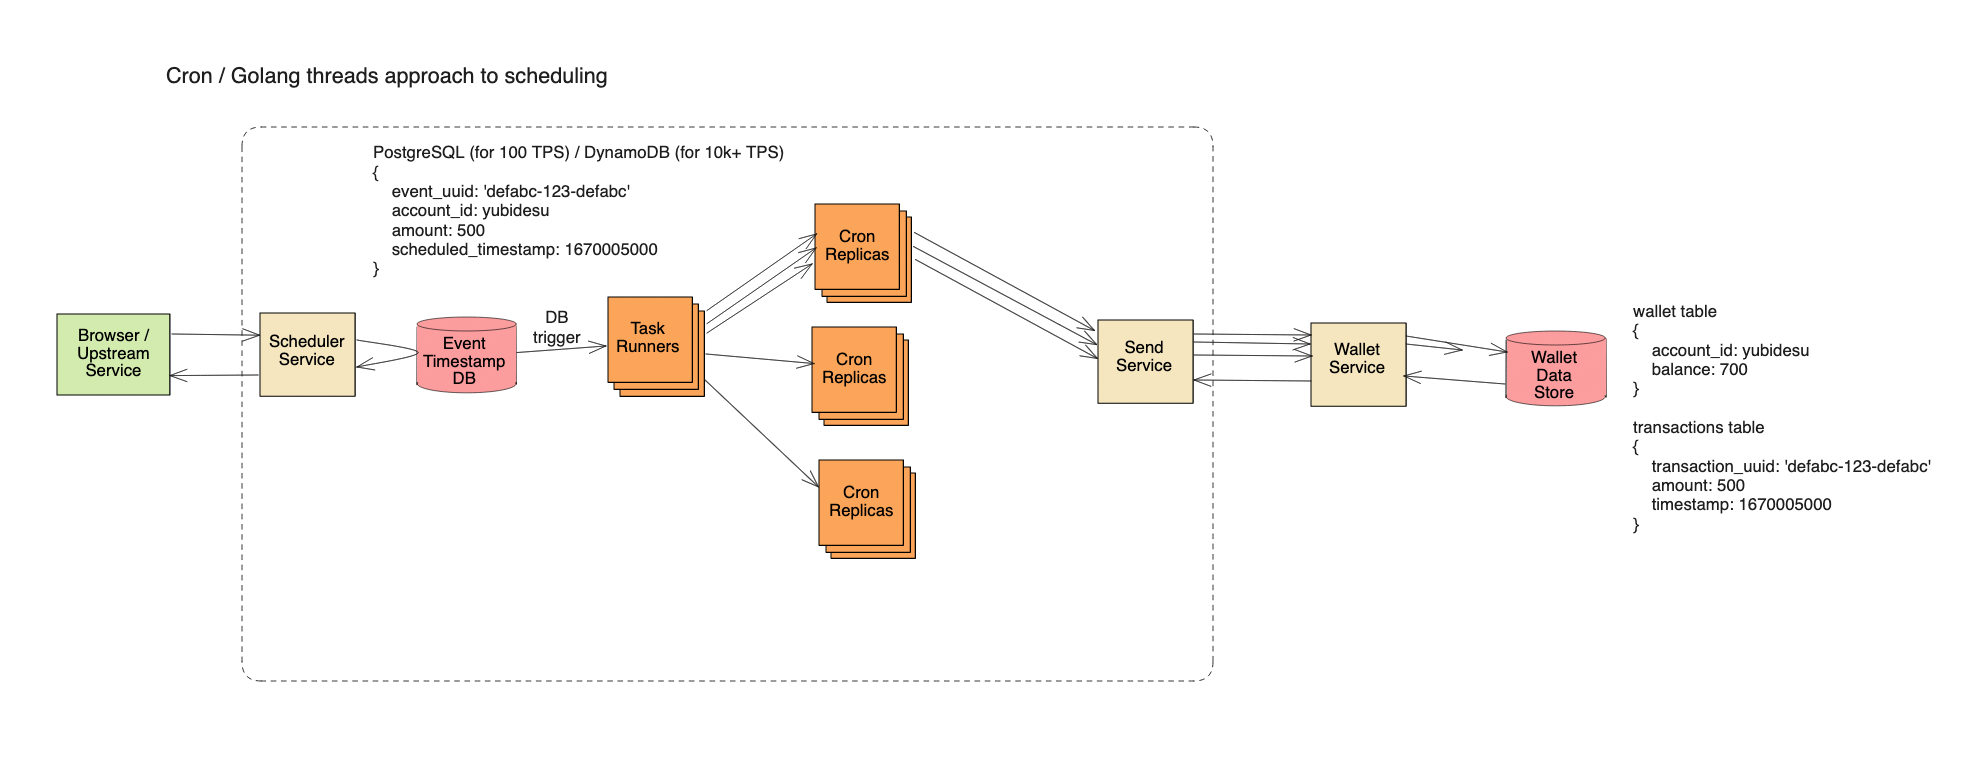 Cron / Golang threads approach to scheduling
PostgreSQL (for 100 TPS) / DynamoDB (for 10k+ TPS)
{
event_uuid: 'defabc-123-defabc'
account_id: yubidesu
amount: 500
scheduled_timestamp: 1670005000
}
Browser /
Upstream
Service
Scheduler
Service
Event
Timestamp
DB
DB
trigger
Task
Runners
Cron
Replicas
Cron
Replicas
Cron
Replicas
Send
Service
Wallet
Service
Wallet
Data
Store
wallet table
{
account_id: yubidesu
balance: 700
}
transactions table
{
transaction_uuid: 'defabc-123-defabc'
amount: 500
timestamp: 1670005000
}